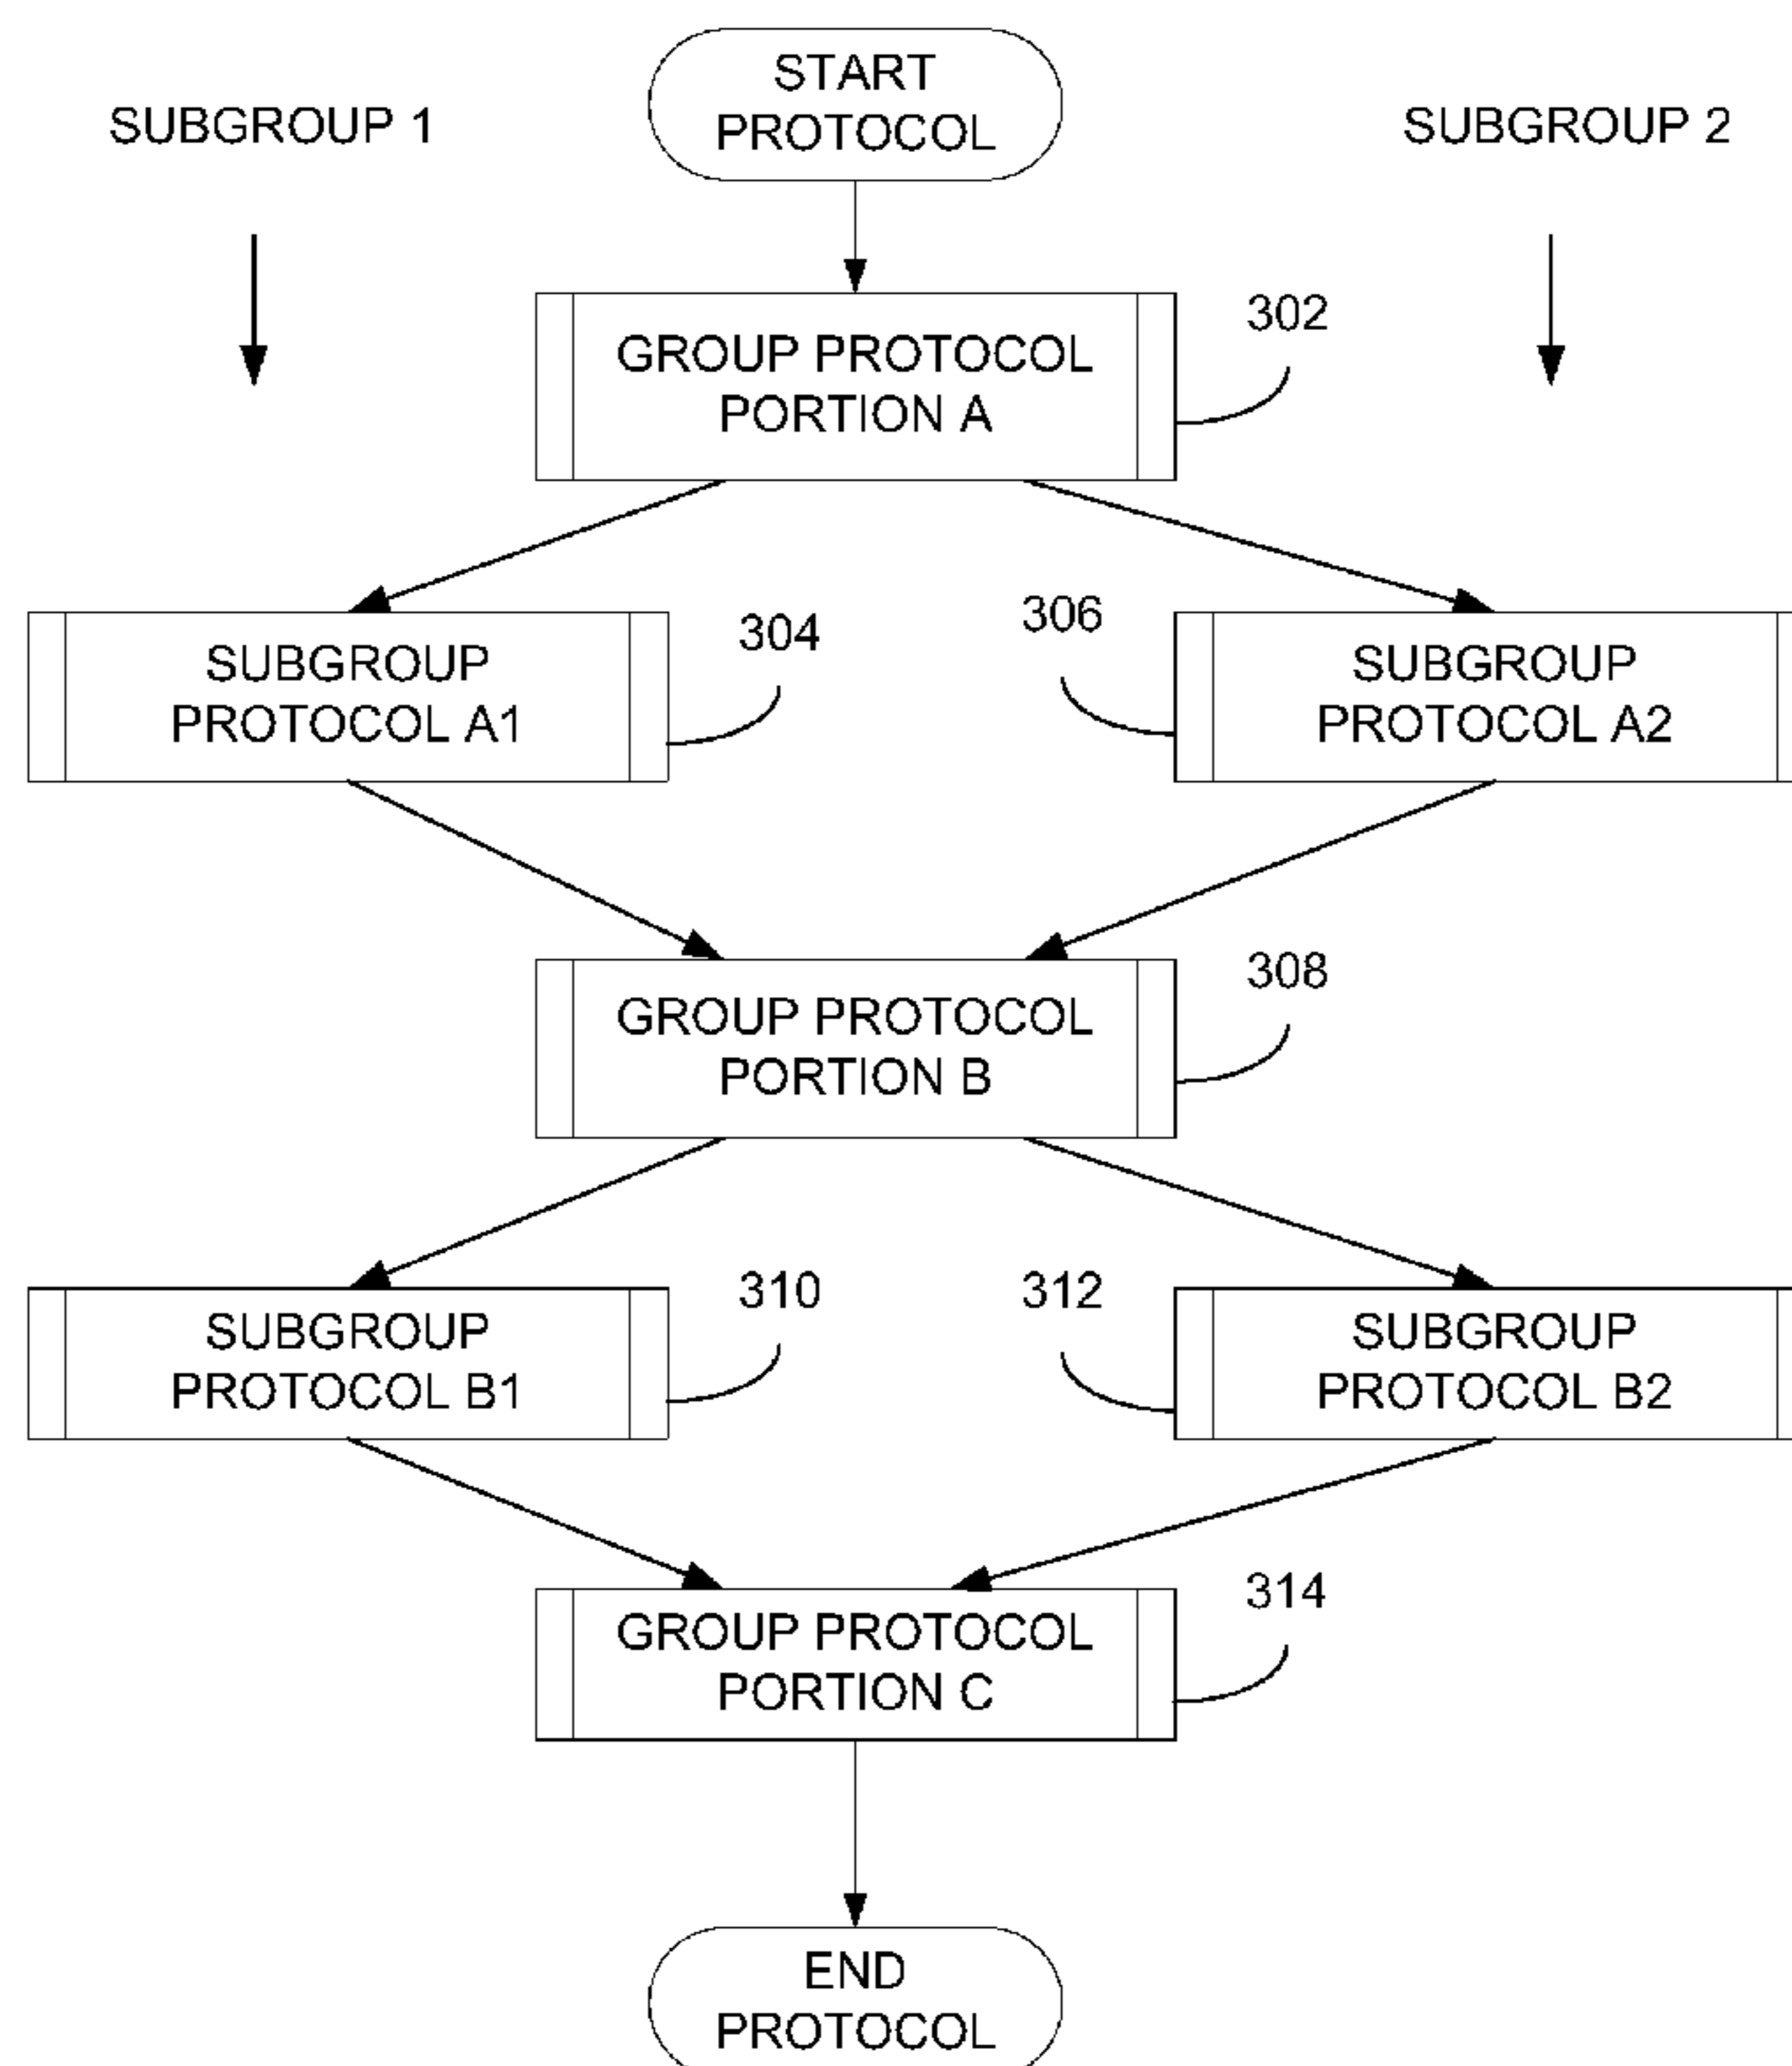 START
PROTOCOL
SUBGROUP 1
SUBGROUP 2
302
GROUP PROTOCOL
PORTION A
304
306
SUBGROUP
PROTOCOL A1
SUBGROUP
PROTOCOL A2
308
GROUP PROTOCOL
PORTION B
310
312
SUBGROUP
PROTOCOL B1
SUBGROUP
PROTOCOL B2
314
GROUP PROTOCOL
PORTION C
END
PROTOCOL